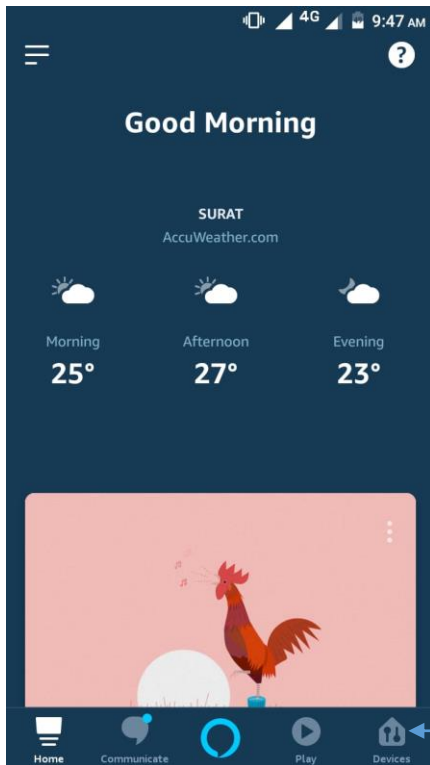 4G 9:47 AM
?
Good Morning
SURAT
AccuWeather.com
Morning Afternoon Evening
25° 27° 23°
Home Communicate Play Devices